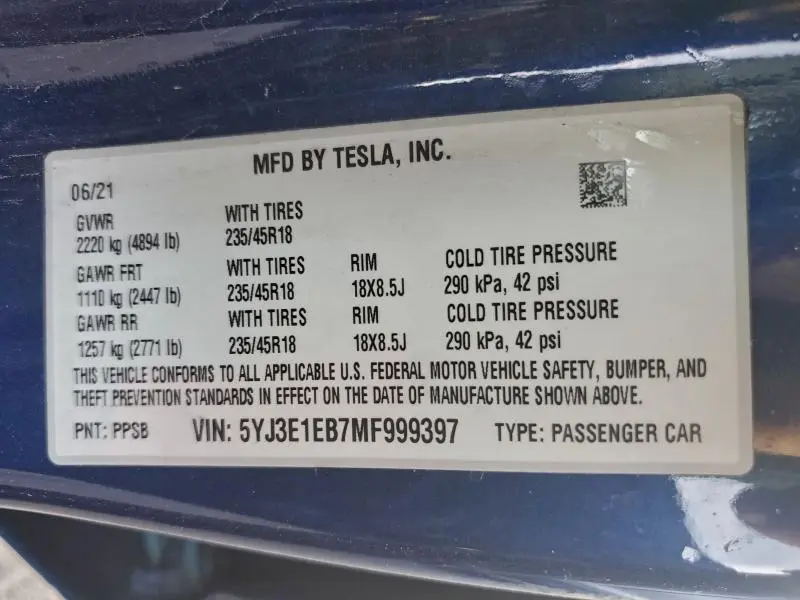 MFD BY TESLA, INC.
06/21
GVWR WITH TIRES
2220 kg (4894 lb) 235/45R18
GAWR FRT WITH TIRES RIM COLD TIRE PRESSURE
1110 kg (2447 lb) 235/45R18 18X8.5J 290 kPa, 42 psi
GAWR RR WITH TIRES RIM COLD TIRE PRESSURE
1257 kg (2771 lb) 235/45R18 18X8.5J 290 kPa, 42 psi
THIS VEHICLE CONFORMS TO ALL APPLICABLE U.S. FEDERAL MOTOR VEHICLE SAFETY, BUMPER, AND
THEFT PREVENTION STANDARDS IN EFFECT ON THE DATE OF MANUFACTURE SHOWN ABOVE.
PNT: PPSB VIN: 5YJ3E1EB7MF999397 TYPE: PASSENGER CAR